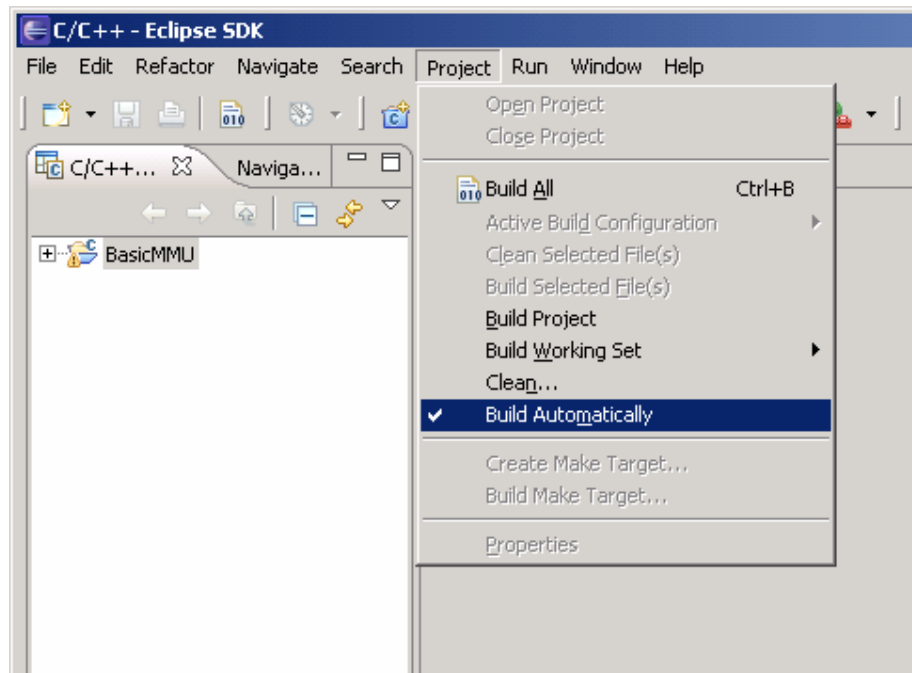 C/C++ - Eclipse SDK
File Edit Refactor Navigate Search Project Run Window Help
010
C
Open Project
Close Project
C/C++... Naviga...
010 Build All Ctrl+B
Active Build Configuration
Clean Selected File(s)
Build Selected File(s)
BasicMMU
Build Project
Build Working Set
Clean...
Build Automatically
Create Make Target...
Build Make Target...
Properties